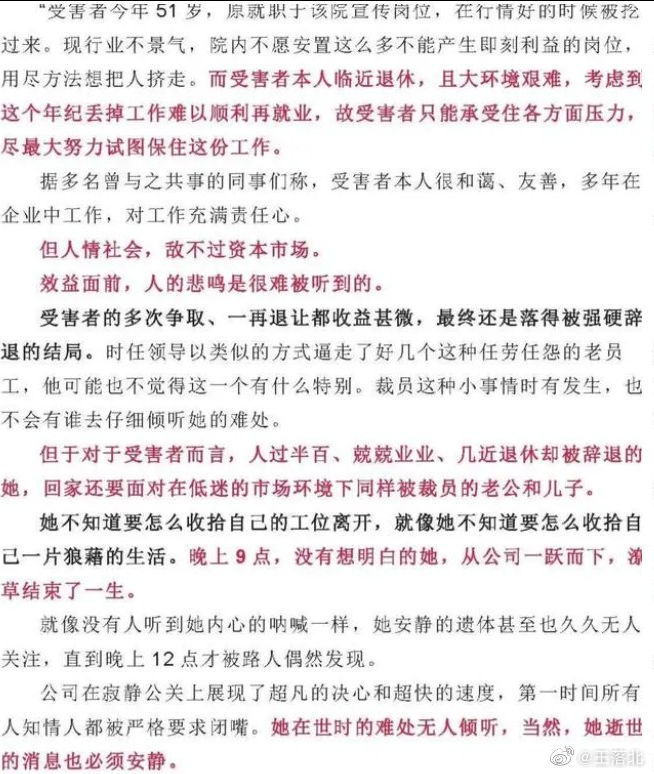 “受害者今年 51 岁，原就职于该院宣传岗位，在行情好的时候被挖
过来。现行业不景气，院内不愿安置这么多不能产生即刻利益的岗位，
用尽方法想把人挤走。而受害者本人临近退休，且大环境艰难，考虑到
这个年纪丢掉工作难以顺利再就业，故受害者只能承受住各方面压力，
尽最大努力试图保住这份工作。
据多名曾与之共事的同事们称，受害者本人很和蔼、友善，多年在
企业中工作，对工作充满责任心。
但人情社会，敌不过资本市场。
效益面前，人的悲鸣是很难被听到的。
受害者的多次争取、一再退让都收益甚微，最终还是落得被强硬辞
退的结局。时任领导以类似的方式逼走了好几个这种任劳任怨的老员
工，他可能也不觉得这一个有什么特别。裁员这种小事情时有发生，也
不会有谁去仔细倾听她的难处。
但于对于受害者而言，人过半百、兢兢业业、几近退休却被辞退的
她，回家还要面对在低迷的市场环境下同样被裁员的老公和儿子。
她不知道要怎么收拾自己的工位离开，就像她不知道要怎么收拾自
己一片狼藉的生活。晚上 9 点，没有想明白的她，从公司一跃而下，潦
草结束了一生。
就像没有人听到她内心的呐喊一样，她安静的遗体甚至也久久无人
关注，直到晚上 12 点才被路人偶然发现。
公司在寂静公关上展现了超凡的决心和超快的速度，第一时间所有
人知情人都被严格要求闭嘴。她在世时的难处无人倾听，当然，她逝世
的消息也必须安静。
@玉落北